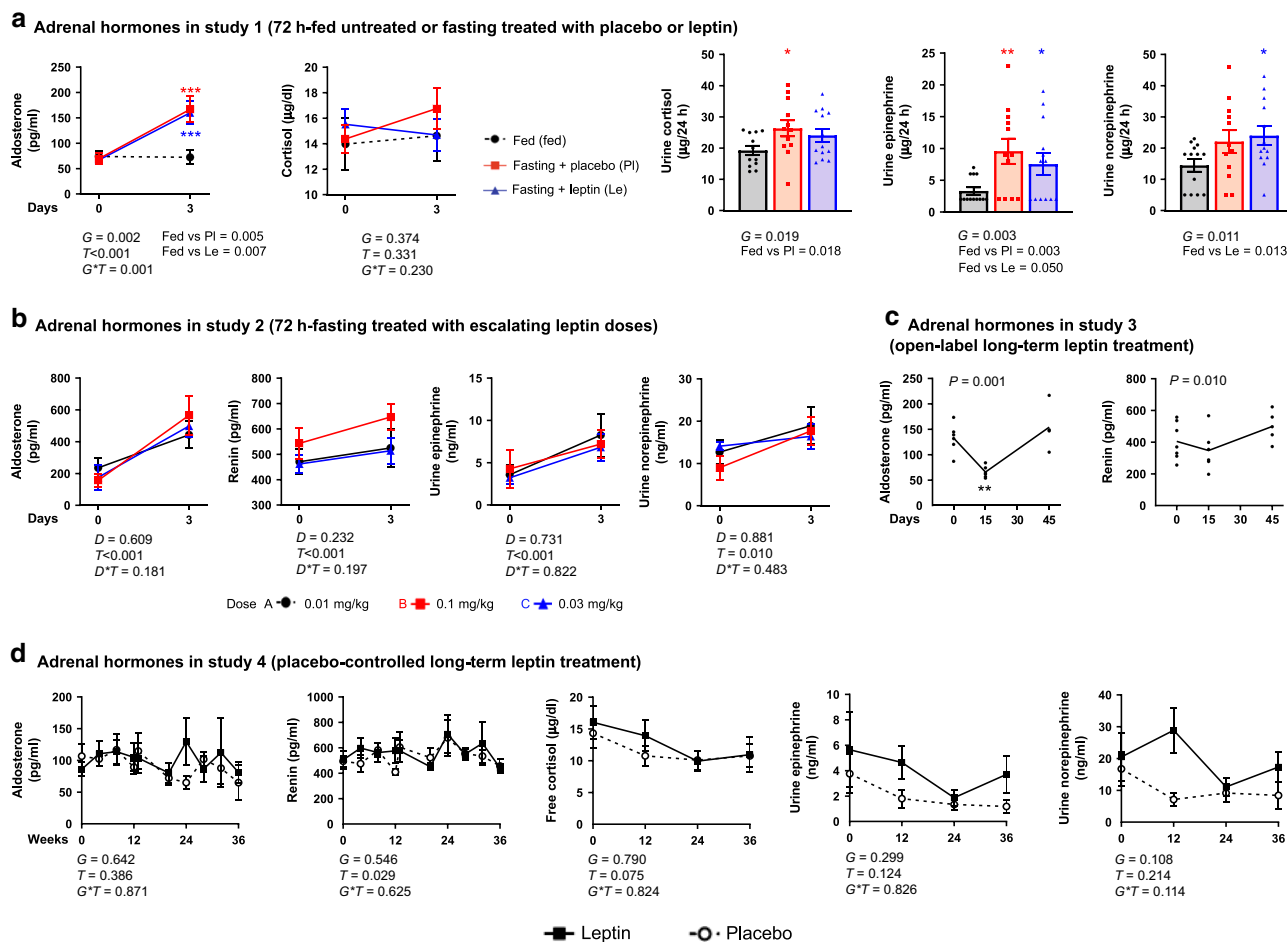 a Adrenal hormones in study 1 (72 h-fed untreated or fasting treated with placebo or leptin)
Aldosterone
(pg/ml)
200
150
100
50
0
***
***
Days
0
3
G = 0.002
T<0.001
G*T = 0.001
Fed vs Pl = 0.005
Fed vs Le = 0.007
Cortisol (µg/dl)
20
18
16
14
12
10
0
3
G = 0.374
T = 0.331
G*T = 0.230
Fed (fed)
Fasting + placebo (Pl)
Fasting + leptin (Le)
Urine cortisol
(µg/24 h)
50
40
30
20
10
0
*
G = 0.019
Fed vs Pl = 0.018
Urine epinephrine
(µg/24 h)
25
20
15
10
5
0
**
*
G = 0.003
Fed vs Pl = 0.003
Fed vs Le = 0.050
Urine norepinephrine
(µg/24 h)
60
40
20
0
*
G = 0.011
Fed vs Le = 0.013
b Adrenal hormones in study 2 (72 h-fasting treated with escalating leptin doses)
Aldosterone
(pg/ml)
800
600
400
200
0
Days
0
3
D = 0.609
T<0.001
D*T = 0.181
Renin (pg/ml)
800
700
600
500
400
300
0
3
D = 0.232
T<0.001
D*T = 0.197
Urine epinephrine
(ng/ml)
15
10
5
0
0
3
D = 0.731
T<0.001
D*T = 0.822
Urine norepinephrine
(ng/ml)
30
20
10
0
0
3
D = 0.881
T = 0.010
D*T = 0.483
Dose A 0.01 mg/kg B 0.1 mg/kg C 0.03 mg/kg
c Adrenal hormones in study 3
(open-label long-term leptin treatment)
Aldosterone (pg/ml)
250
200
150
100
50
0
P = 0.001
**
Days
0
15
30
45
Renin (pg/ml)
800
600
400
200
0
P = 0.010
0
15
30
45
d Adrenal hormones in study 4 (placebo-controlled long-term leptin treatment)
Aldosterone
(pg/ml)
200
150
100
50
0
Weeks
0
12
24
36
G = 0.642
T = 0.386
G*T = 0.871
Renin (pg/ml)
1000
800
600
400
200
0
0
12
24
36
G = 0.546
T = 0.029
G*T = 0.625
Free cortisol (µg/dl)
20
15
10
5
0
0
12
24
36
G = 0.790
T = 0.075
G*T = 0.824
Urine epinephrine
(ng/ml)
10
8
6
4
2
0
0
12
24
36
G = 0.299
T = 0.124
G*T = 0.826
Urine norepinephrine
(ng/ml)
40
30
20
10
0
0
12
24
36
G = 0.108
T = 0.214
G*T = 0.114
Leptin Placebo